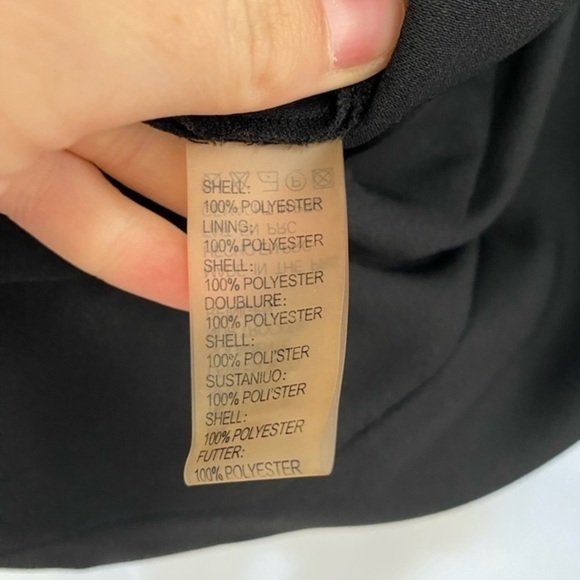 SHELL:
100% POLYESTER
LINING:
100% POLYESTER
SHELL:
100% POLYESTER
DOUBLURE:
100% POLYESTER
SHELL:
100% POLI'STER
SUSTANIUO:
100% POLI'STER
SHELL:
100% POLYESTER
FUTTER:
100% POLYESTER